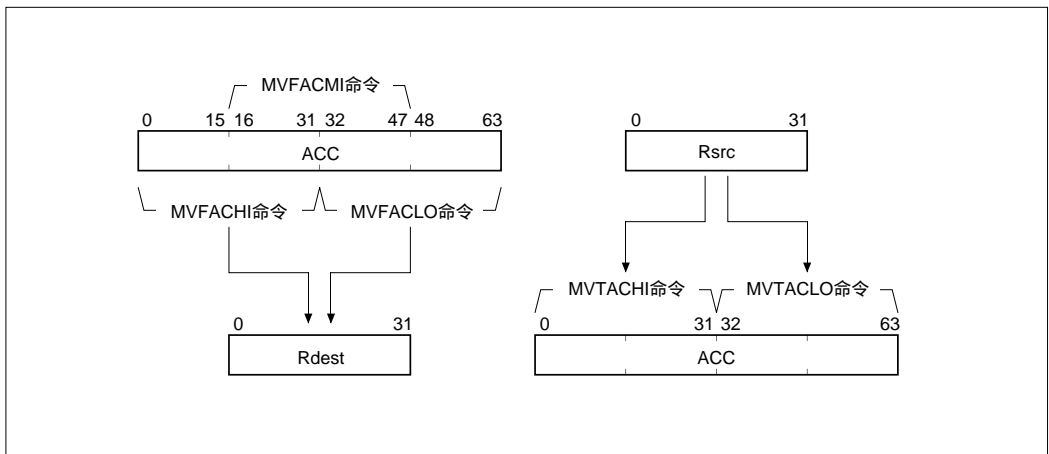 MVFACMI命令
0 15 16 31 32 47 48 63
ACC
MVFACHI命令 MVFACLO命令
0 31
Rdest
0 31
Rsrc
MVTACHI命令 MVTACLO命令
0 31 32 63
ACC